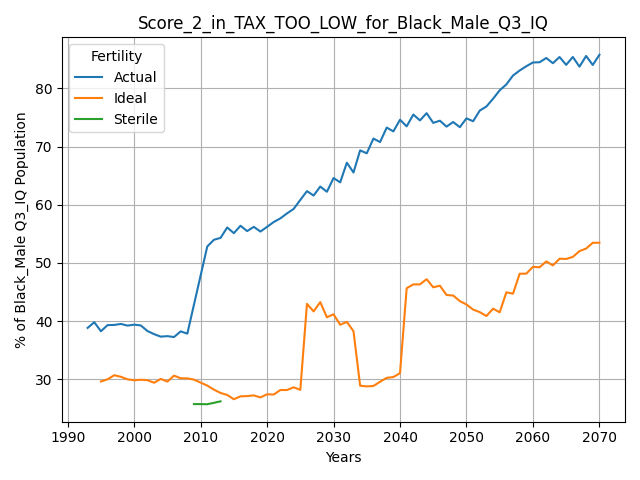 Score_2_in_TAX_TOO_LOW_for_Black_Male_Q3_IQ
% of Black_Male Q3_IQ Population
Fertility
Actual
Ideal
Sterile
80
70
60
50
40
30
1990 2000 2010 2020 2030 2040 2050 2060 2070
Years